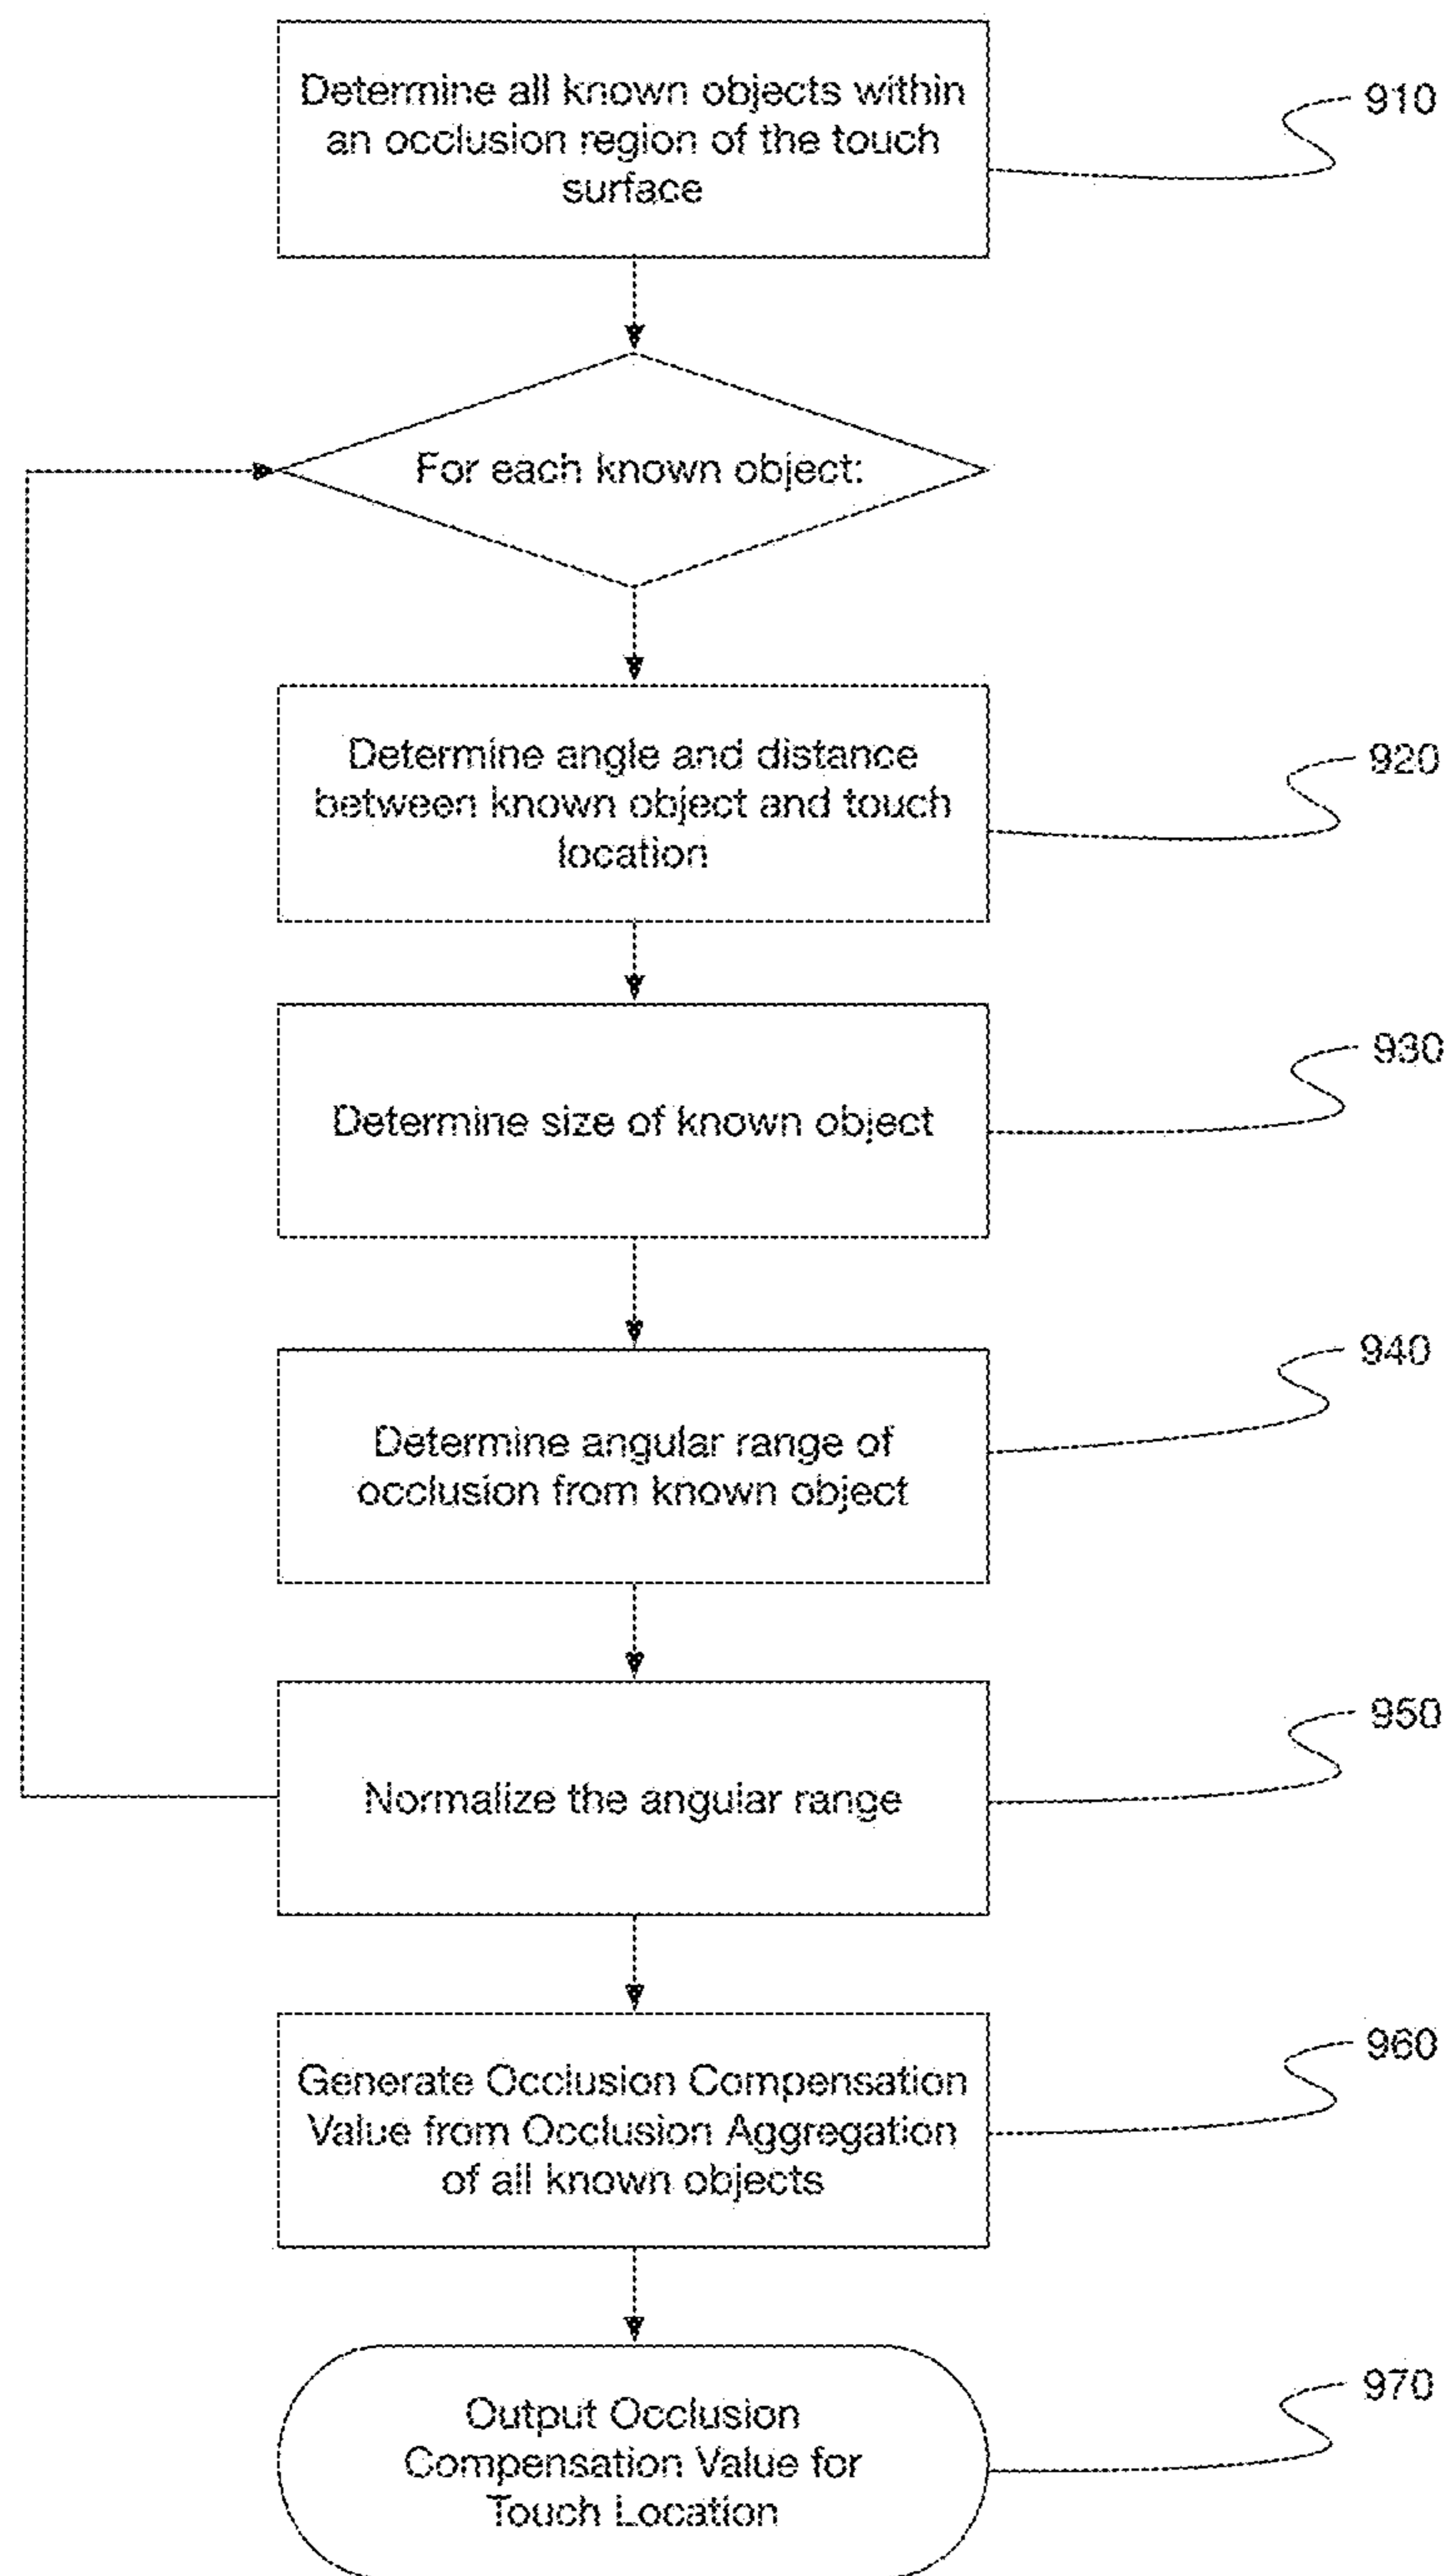 Determine all known objects within
an occlusion region of the touch
surface
910
For each known object:
Determine angle and distance
between known object and touch
location
920
Determine size of known object
930
Determine angular range of
occlusion from known object
940
Normalize the angular range
950
Generate Occlusion Compensation
Value from Occlusion Aggregation
of all known objects
960
Output Occlusion
Compensation Value for
Touch Location
970